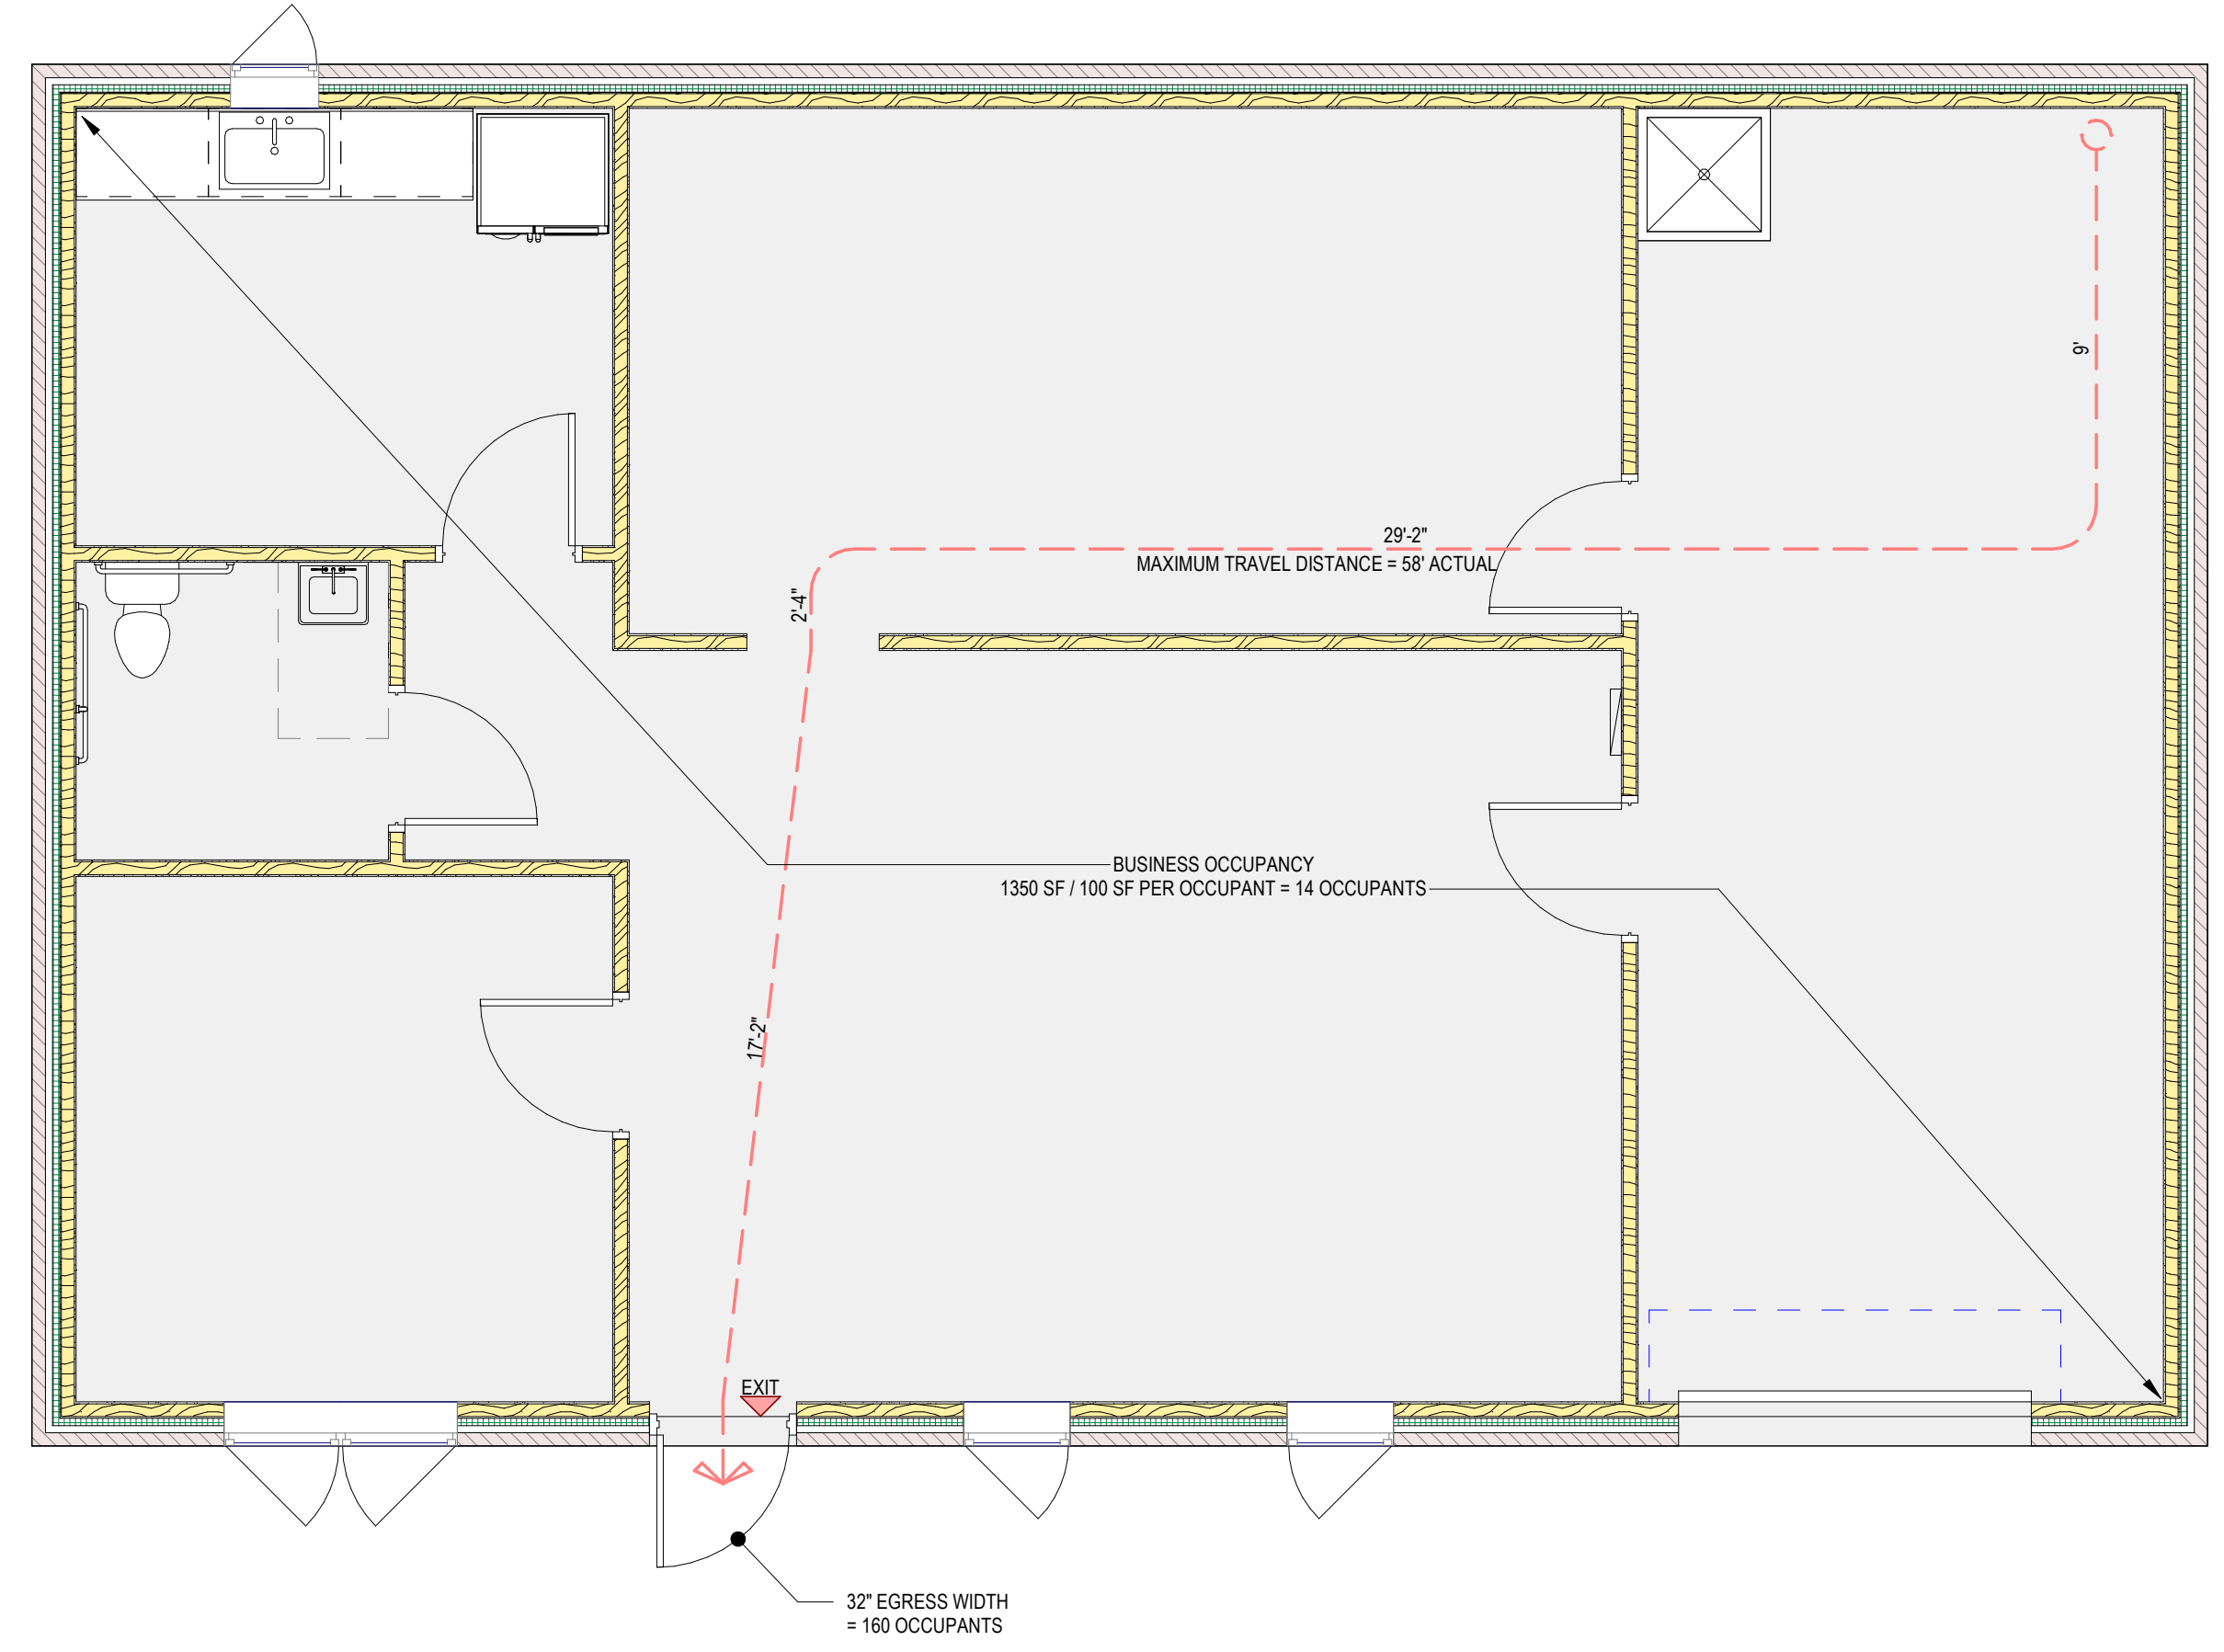 9'
29'-2"
MAXIMUM TRAVEL DISTANCE = 58' ACTUAL
2'-4"
BUSINESS OCCUPANCY
1350 SF / 100 SF PER OCCUPANT = 14 OCCUPANTS
17'-2"
EXIT
32" EGRESS WIDTH
= 160 OCCUPANTS